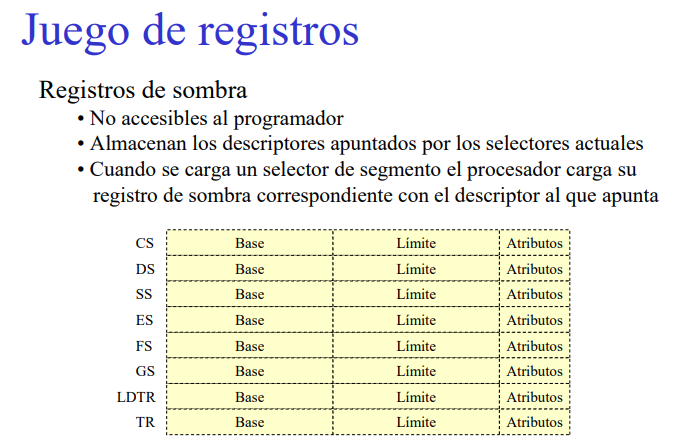 Juego de registros
Registros de sombra
• No accesibles al programador
• Almacenan los descriptores apuntados por los selectores actuales
• Cuando se carga un selector de segmento el procesador carga su
registro de sombra correspondiente con el descriptor al que apunta
CS Base Límite Atributos
DS Base Límite Atributos
SS Base Límite Atributos
ES Base Límite Atributos
FS Base Límite Atributos
GS Base Límite Atributos
LDTR Base Límite Atributos
TR Base Límite Atributos